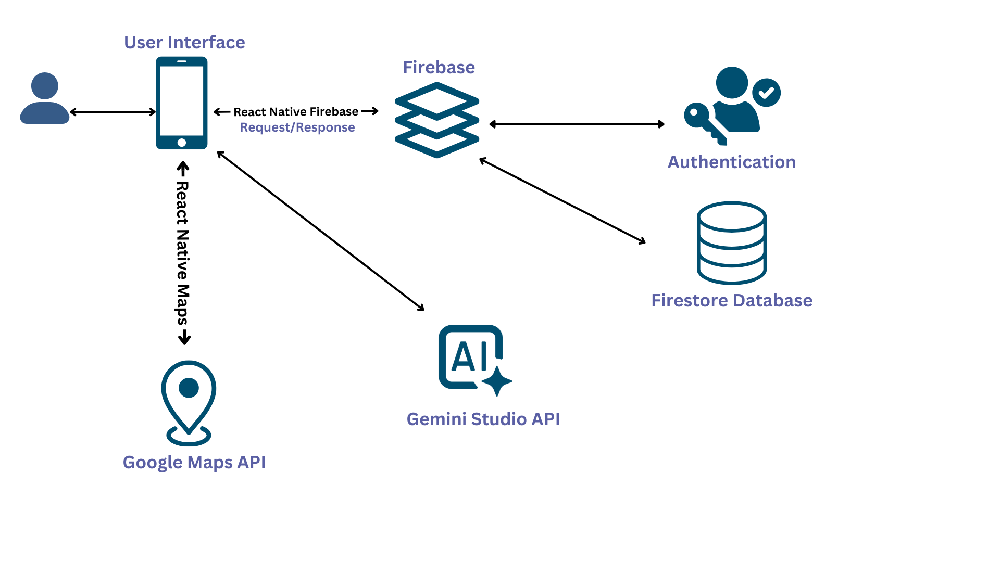 User Interface
Firebase
React Native Firebase
Request/Response
Authentication
React Native Maps
Firestore Database
AI
Gemini Studio API
Google Maps API